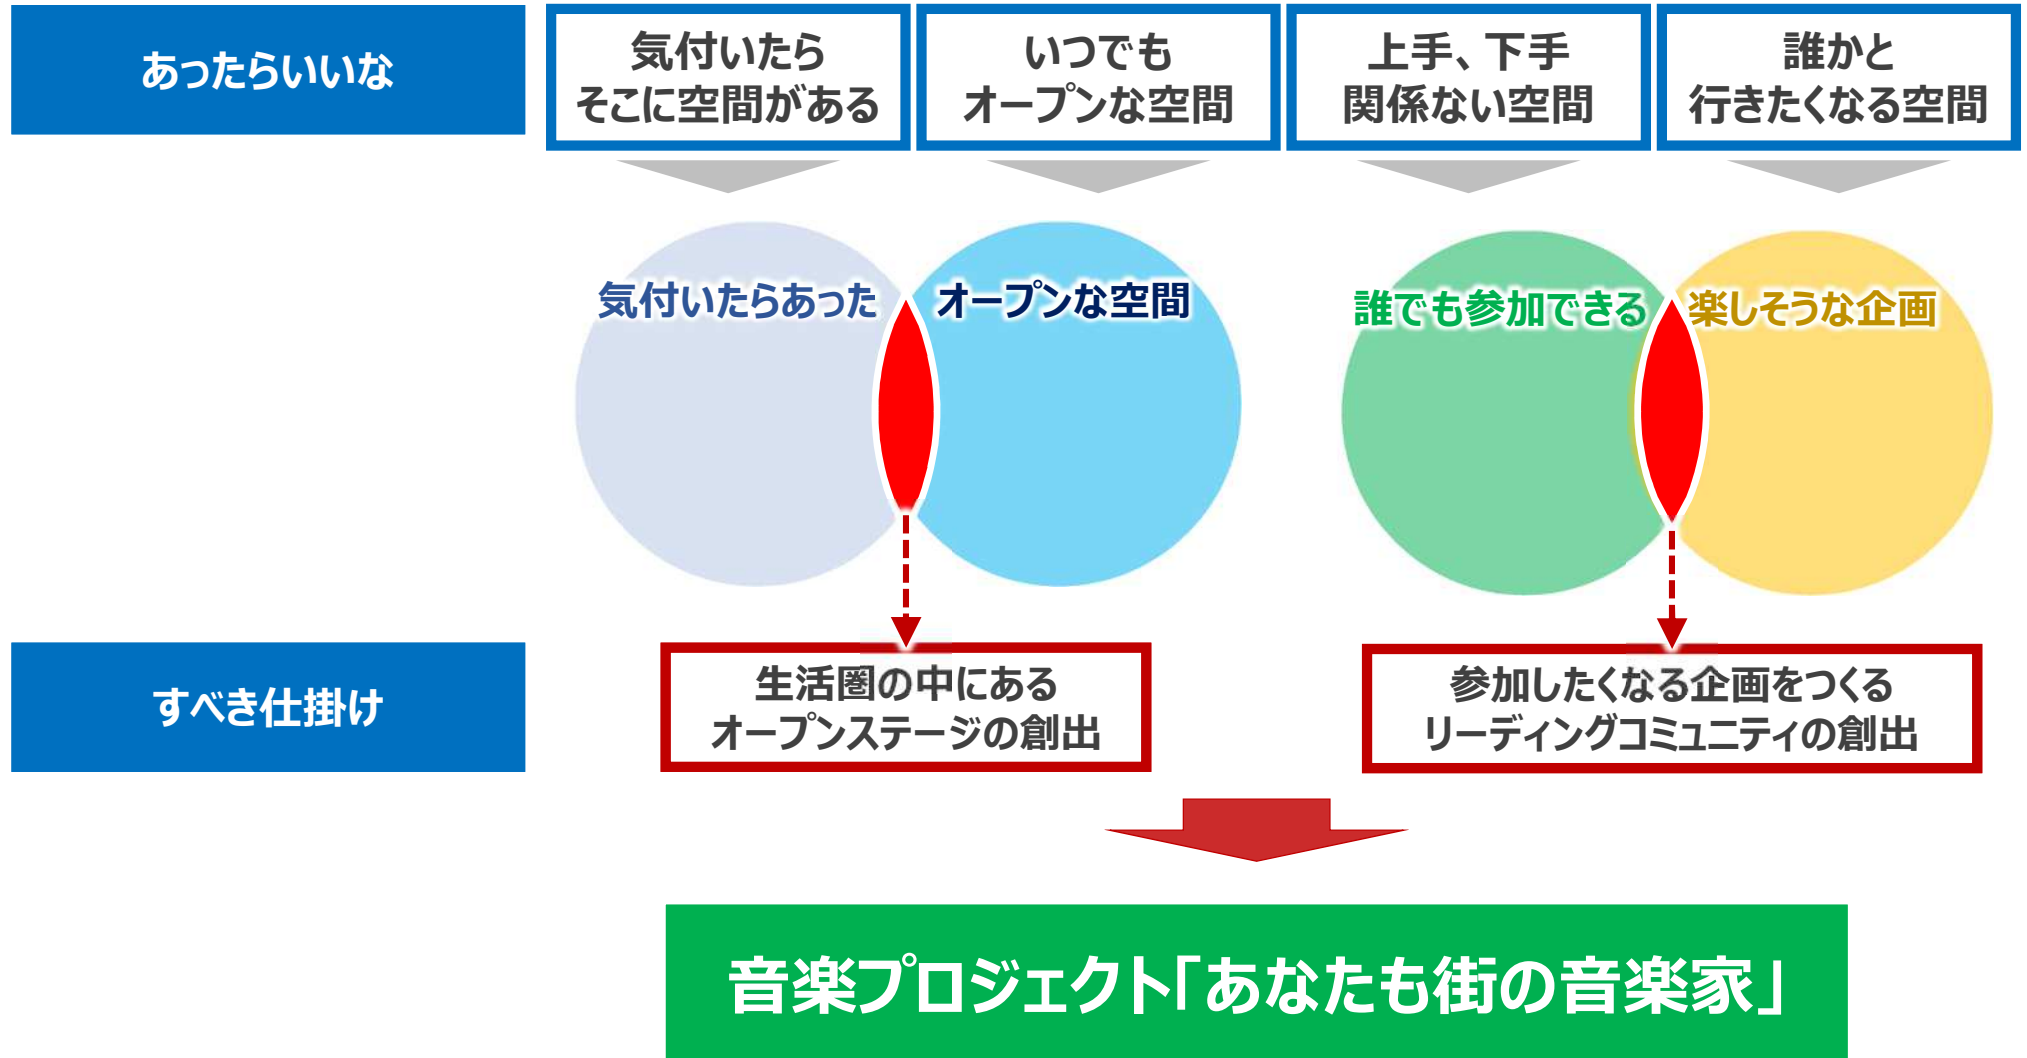 あったらいいな
気付いたら
そこに空間がある
いつでも
オープンな空間
上手、下手
関係ない空間
誰かと
行きたくなる空間
気付いたらあった
オープンな空間
誰でも参加できる
楽しそうな企画
すべき仕掛け
生活圏の中にある
オープンステージの創出
参加したくなる企画をつくる
リーディングコミュニティの創出
音楽プロジェクト「あなたも街の音楽家」